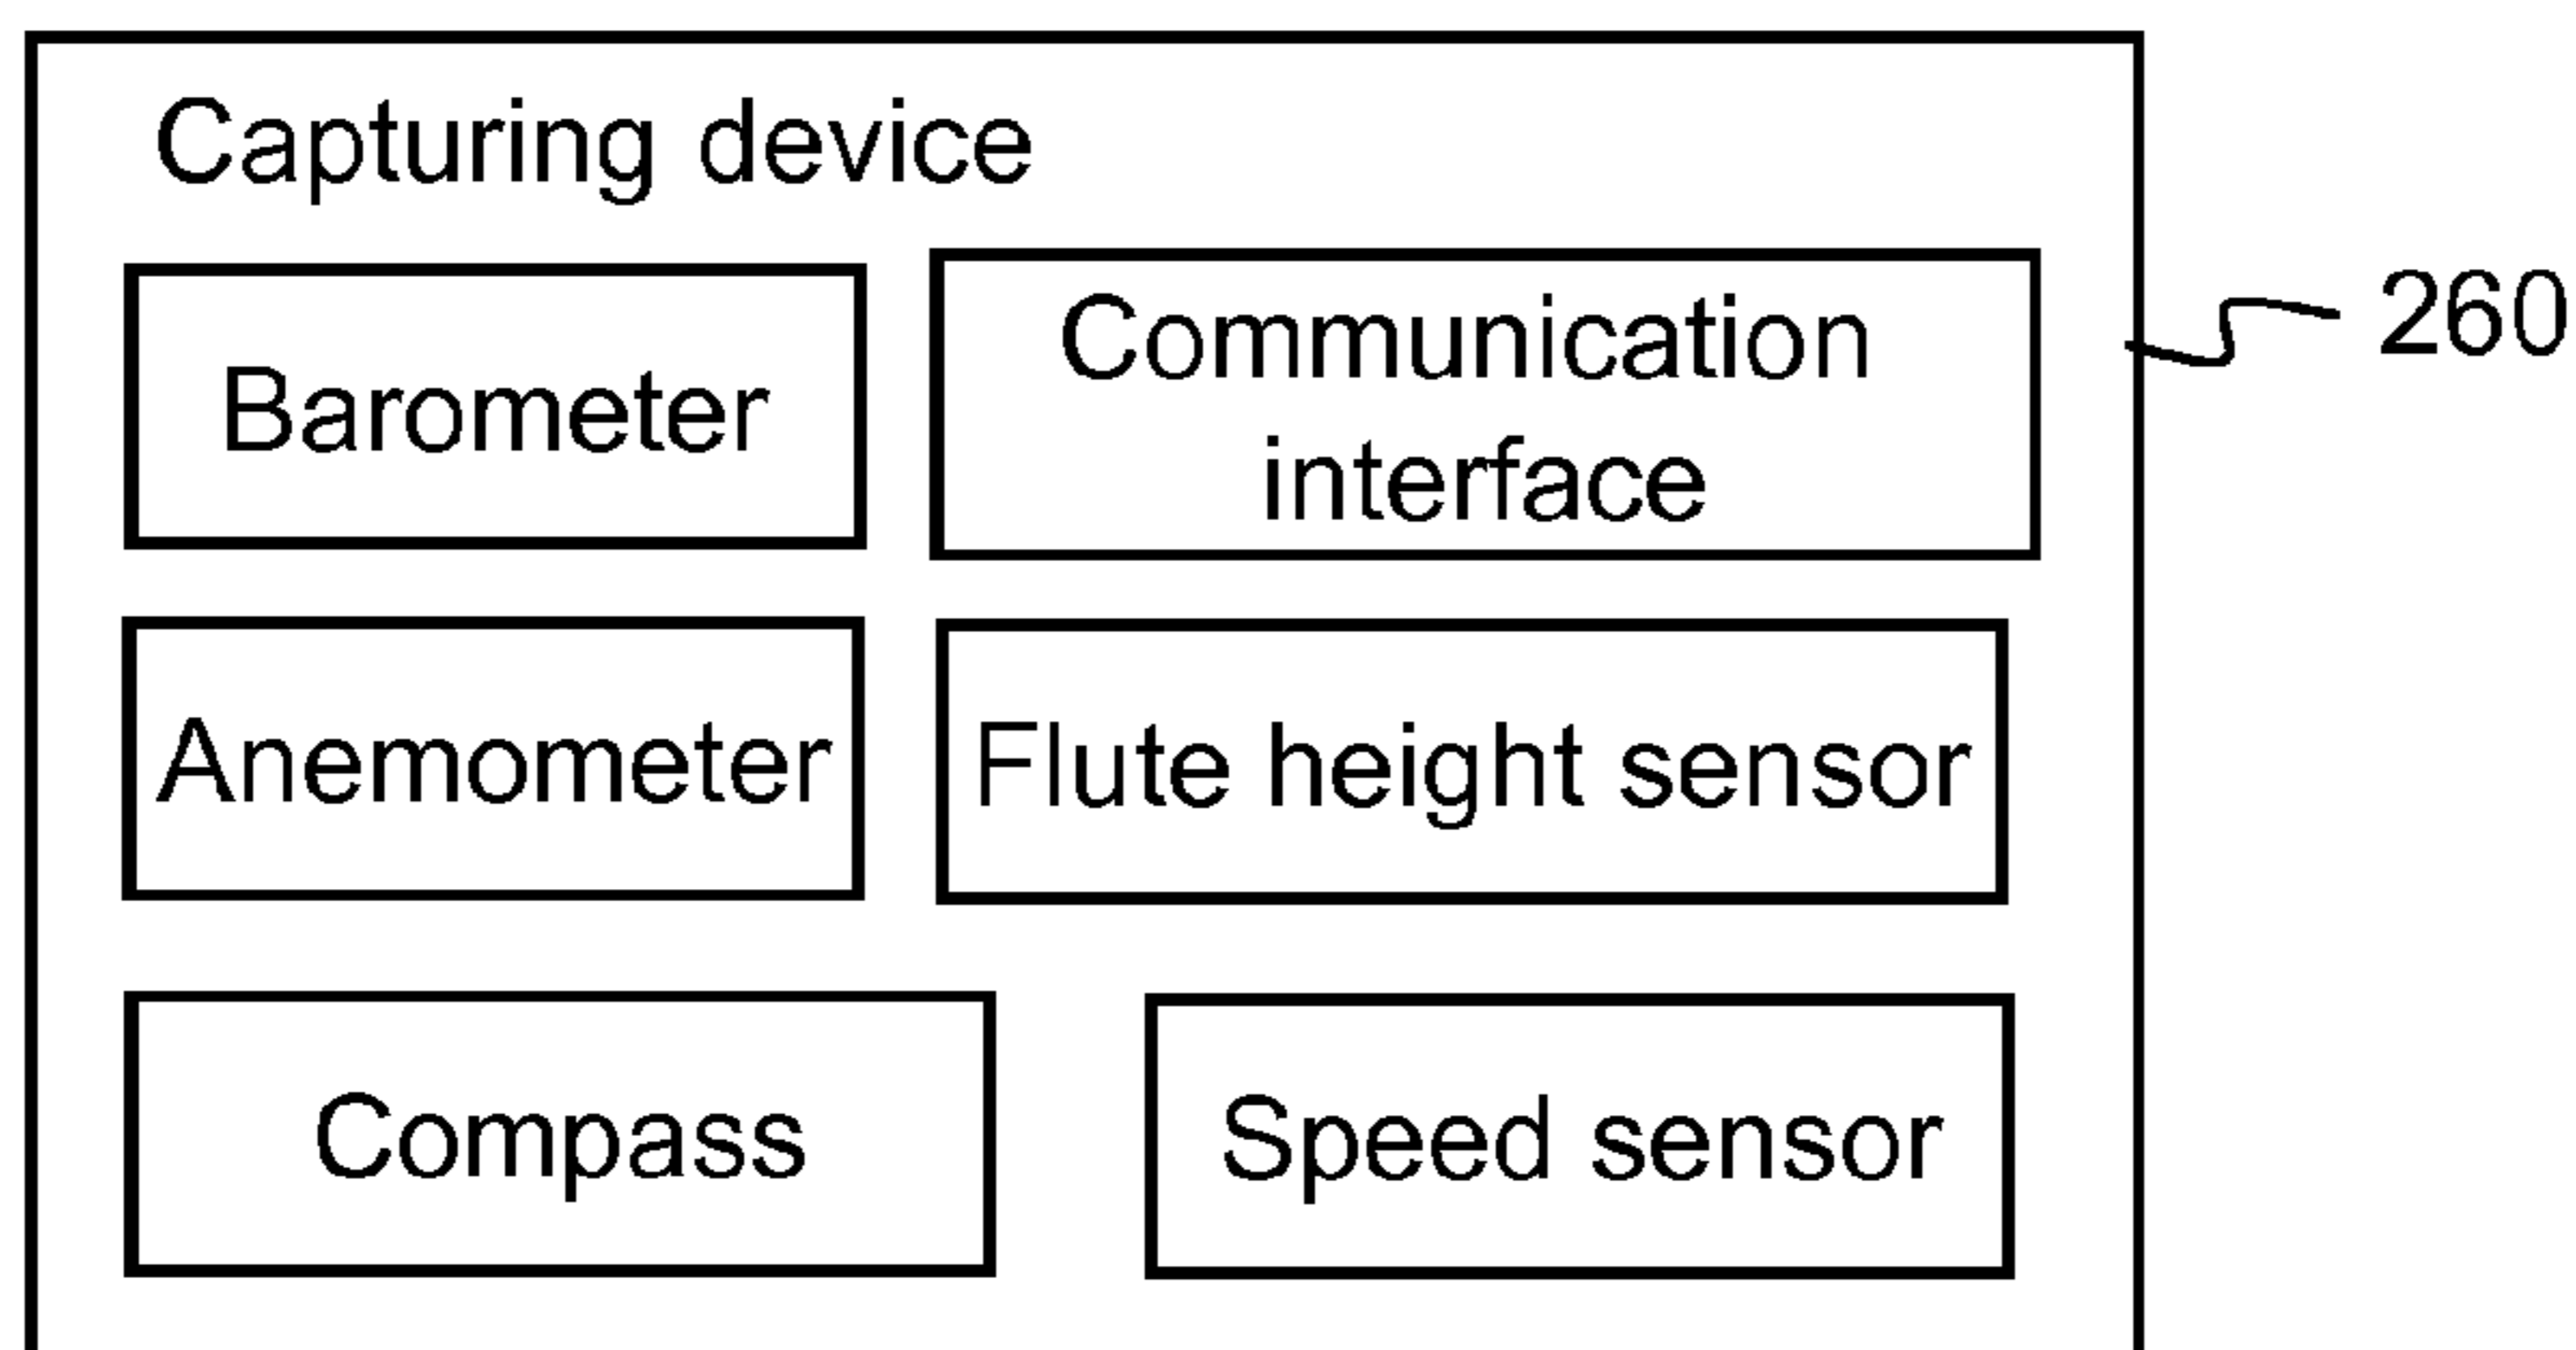 Capturing device
Barometer
Communication
interface
260
Anemometer
Flute height sensor
Compass
Speed sensor